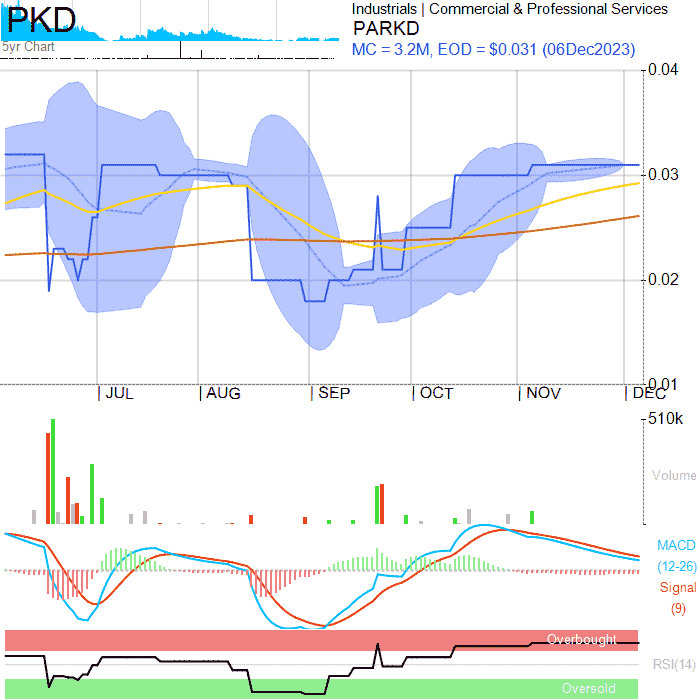 PKD
5yr Chart
Industrials | Commercial & Professional Services
PARKD
MC = 3.2M, EOD = $0.031 (06Dec2023)
0.04
0.03
0.02
0.01
JUL AUG SEP OCT NOV DEC
510k
Volume
MACD
(12-26)
Signal
(9)
Overbought
RSI(14)
Oversold